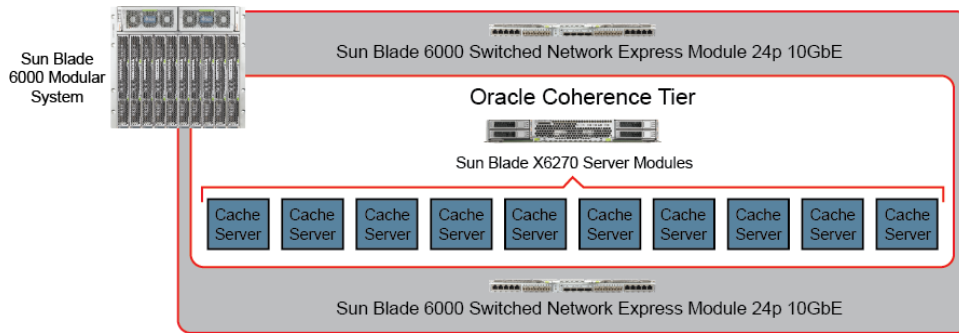 Sun Blade
6000 Modular
System
Sun Blade 6000 Switched Network Express Module 24p 10GbE
Oracle Coherence Tier
Sun Blade X6270 Server Modules
Cache
Server
Cache
Server
Cache
Server
Cache
Server
Cache
Server
Cache
Server
Cache
Server
Cache
Server
Cache
Server
Cache
Server
Sun Blade 6000 Switched Network Express Module 24p 10GbE